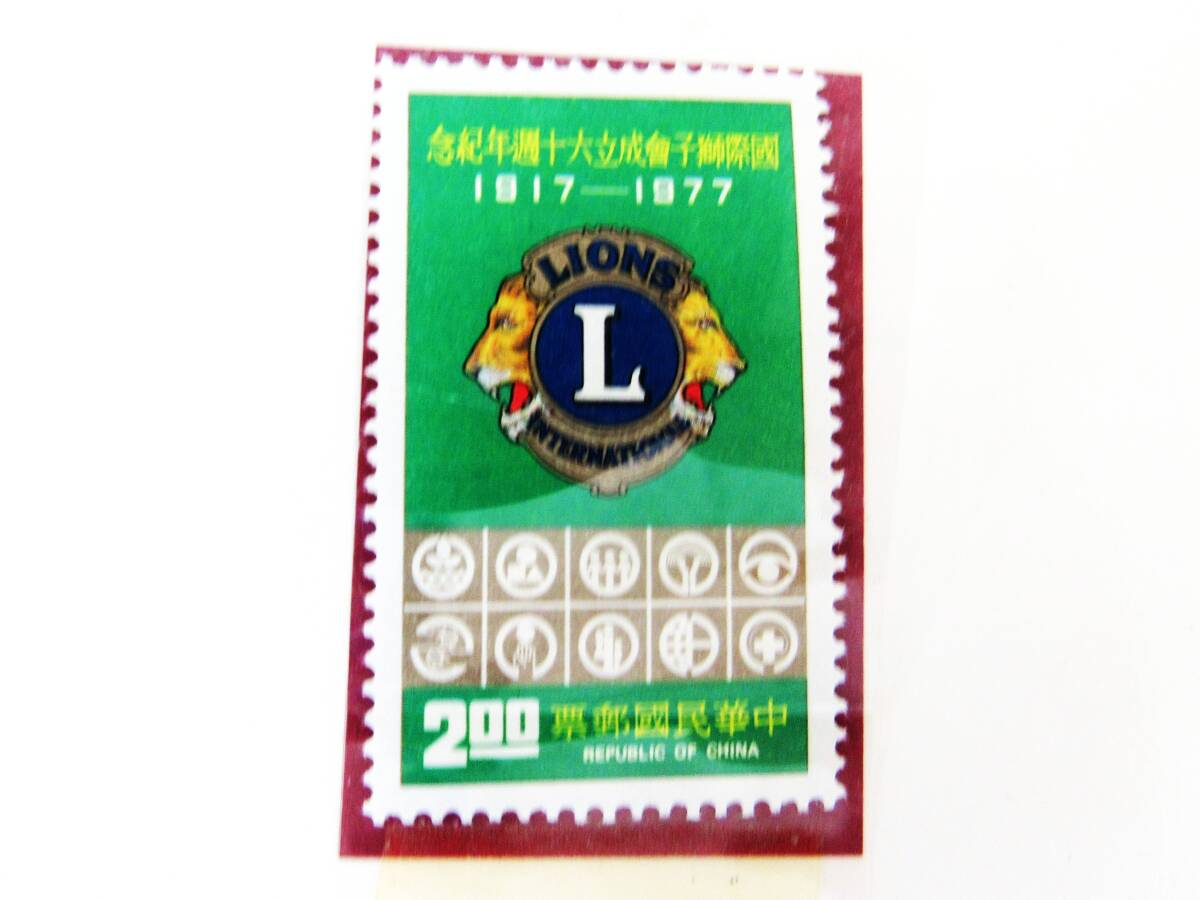 國際獅子會成立六十週年紀念
1917—1977
LIONS
L
INTERNATIONAL
2.00
中華民國郵票
REPUBLIC OF CHINA